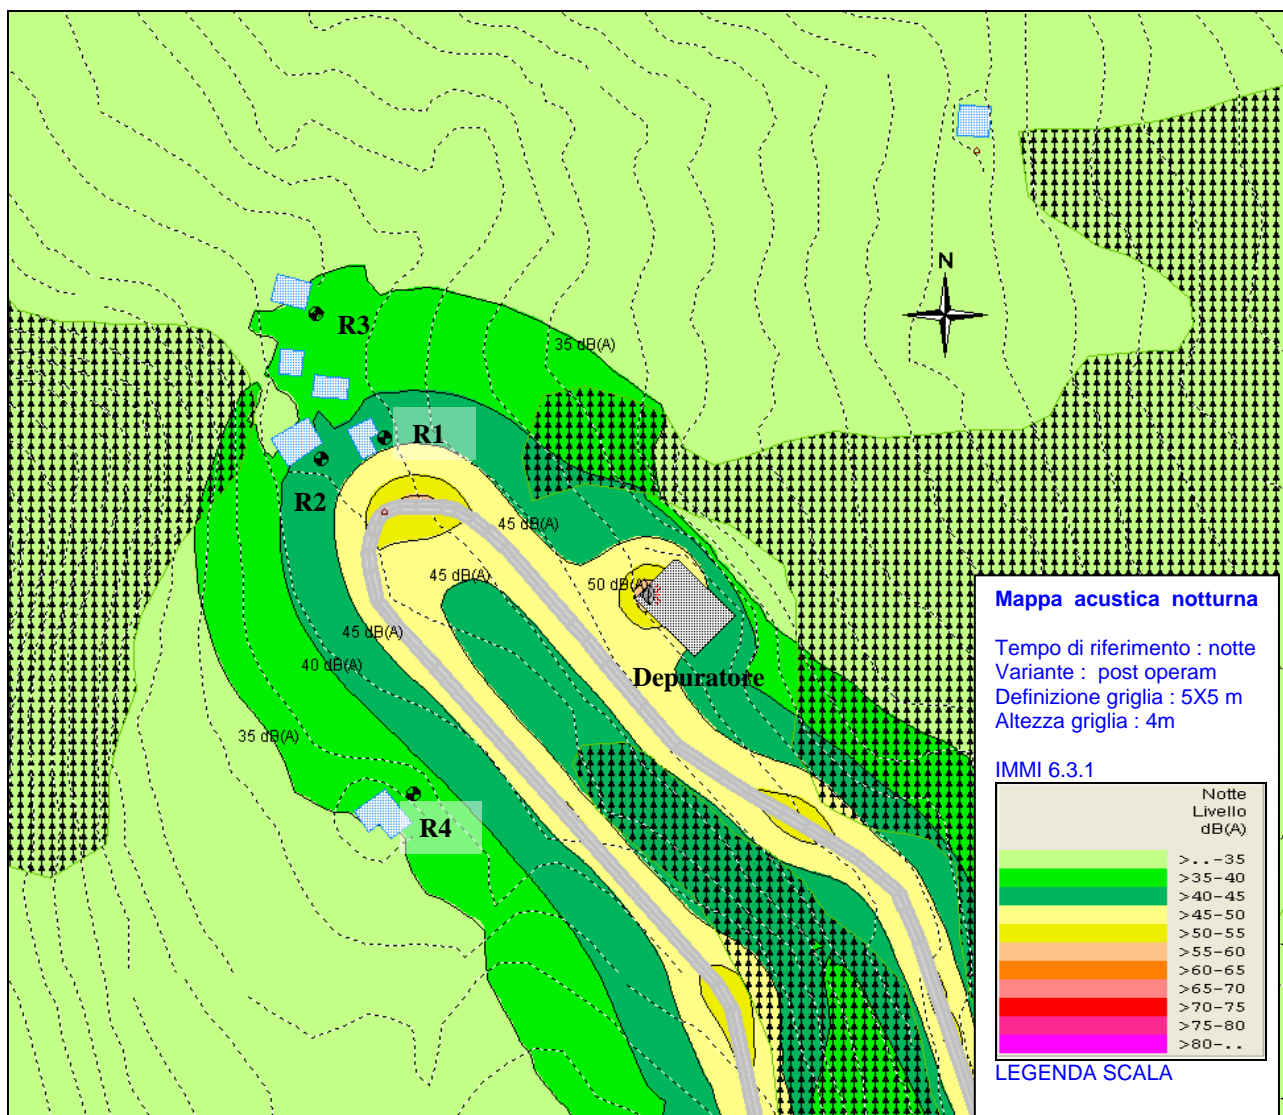 N
R3
35 dB(A)
R1
R2
45 dB(A)
45 dB(A)
50 dB(A)
45 dB(A)
40 dB(A)
Depuratore
35 dB(A)
R4
Mappa acustica notturna
Tempo di riferimento : notte
Variante : post operam
Definizione griglia : 5X5 m
Altezza griglia : 4m
IMMI 6.3.1
Notte
Livello
dB(A)
>..-35
>35-40
>40-45
>45-50
>50-55
>55-60
>60-65
>65-70
>70-75
>75-80
>80-..
LEGENDA SCALA